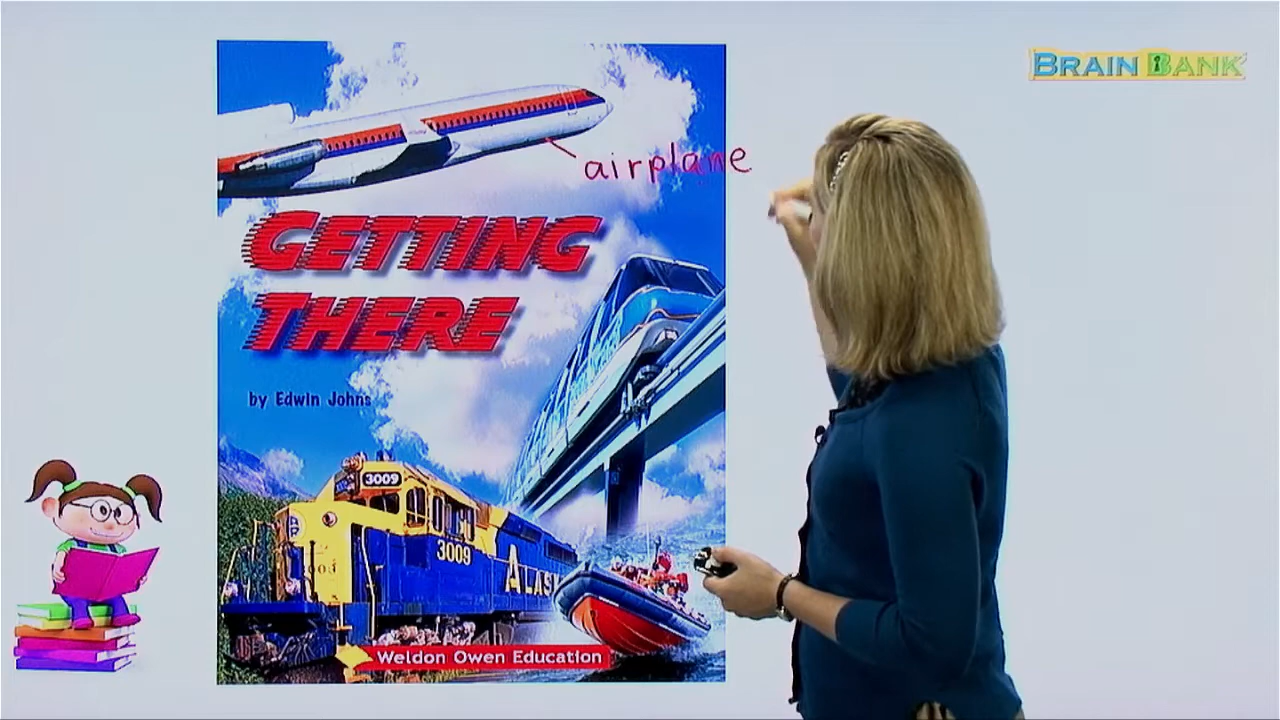 BRAIN BANK
airplane
GETTING
THERE
by Edwin Johns
3009
3009
ALAS
Weldon Owen Education